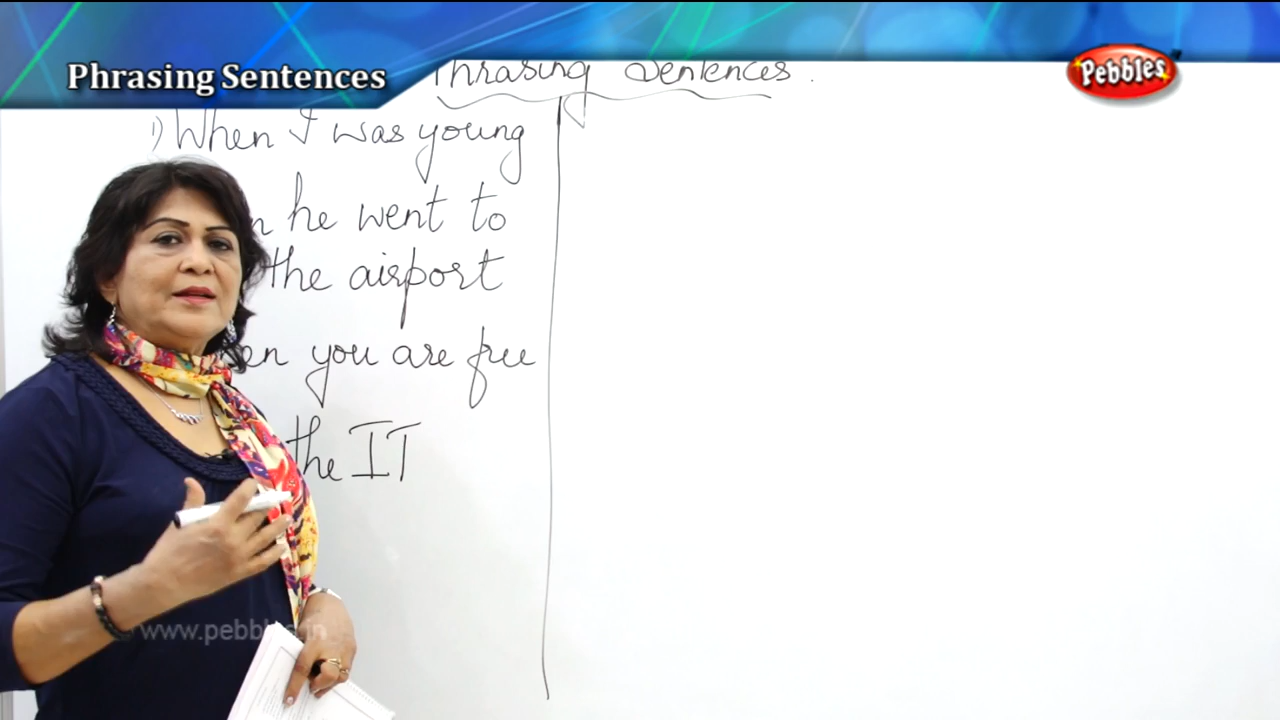 Phrasing Sentences
Pebbles
Phrasing Sentences.
1) When I was young
he went to
the airport
you are free
the IT
www.pebbles.in